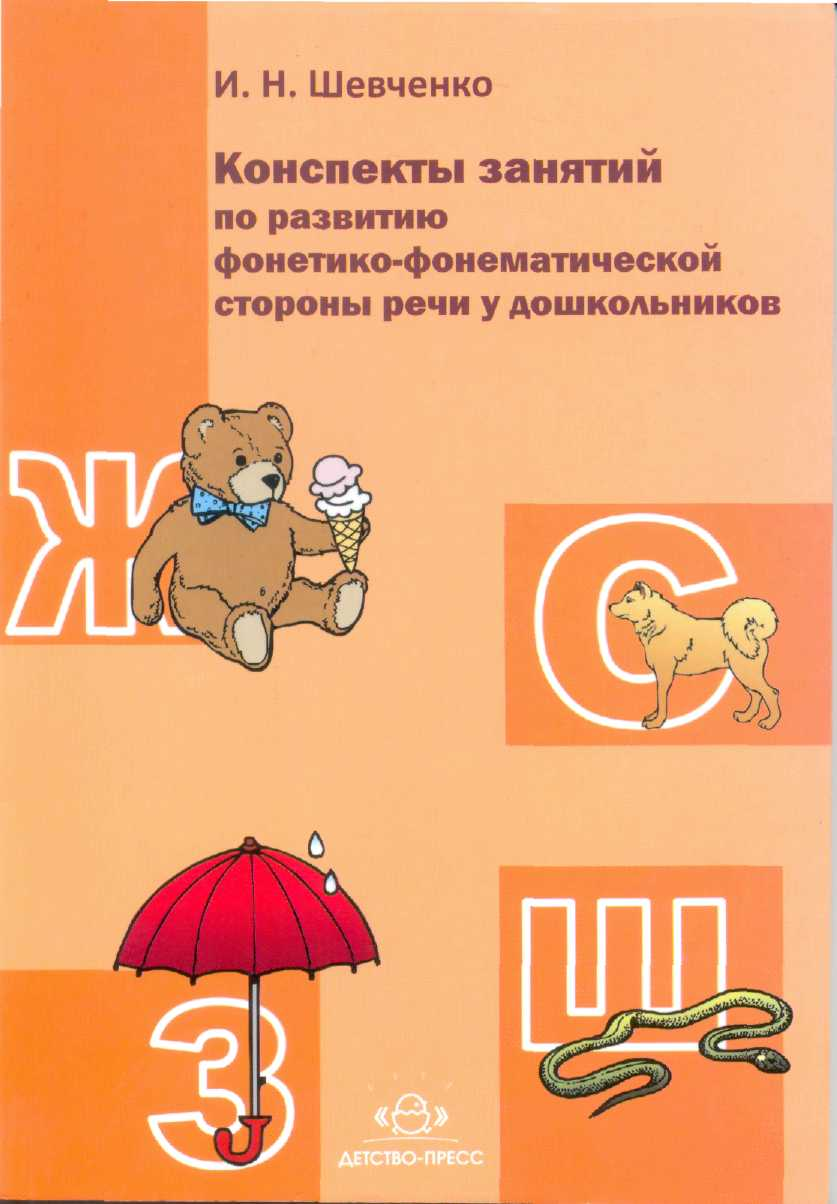 И. Н. Шевченко
Конспекты занятий
по развитию
фонетико-фонематической
стороны речи у дошкольников
Ж
С
З
Ш
«»
ДЕТСТВО-ПРЕСС